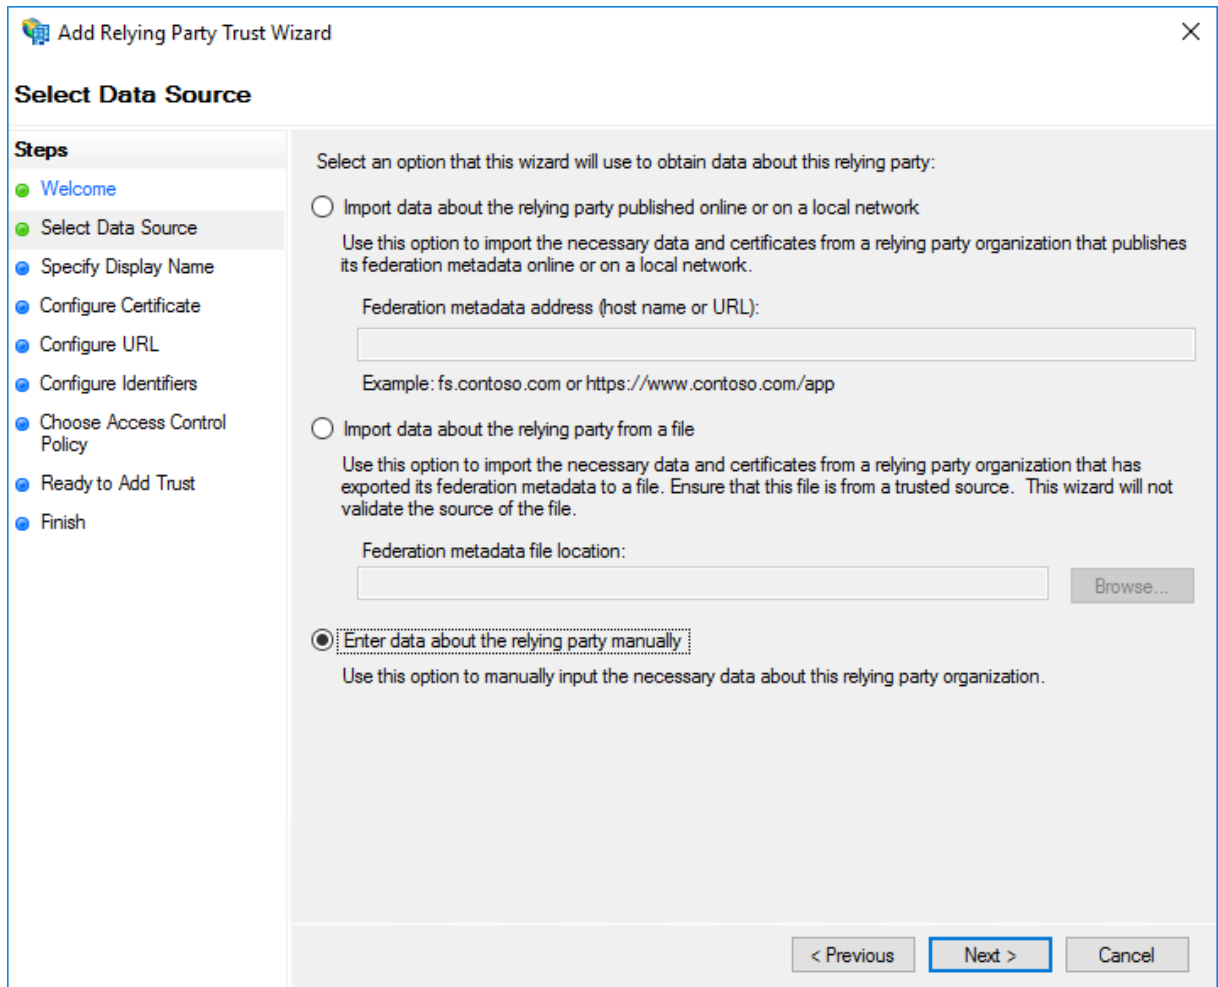 Add Relying Party Trust Wizard
Select Data Source
Steps
Welcome
Select Data Source
Specify Display Name
Configure Certificate
Configure URL
Configure Identifiers
Choose Access Control
Policy
Ready to Add Trust
Finish
Select an option that this wizard will use to obtain data about this relying party:
Import data about the relying party published online or on a local network
Use this option to import the necessary data and certificates from a relying party organization that publishes
its federation metadata online or on a local network.
Federation metadata address (host name or URL):
Example: fs.contoso.com or https://www.contoso.com/app
Import data about the relying party from a file
Use this option to import the necessary data and certificates from a relying party organization that has
exported its federation metadata to a file. Ensure that this file is from a trusted source.  This wizard will not
validate the source of the file.
Federation metadata file location:
Browse...
Enter data about the relying party manually
Use this option to manually input the necessary data about this relying party organization.
< Previous
Next >
Cancel